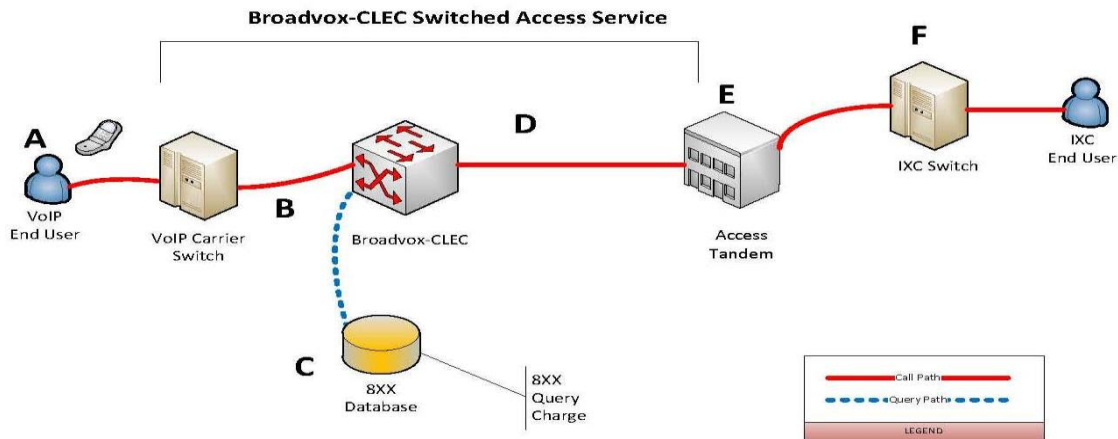 Broadvox-CLEC Switched Access Service
F
E
A
D
IXC Switch
IXC
End User
B
VoIP
End User
VoIP Carrier
Switch
Broadvox-CLEC
Access
Tandem
C
8XX
Database
8XX
Query
Charge
Call Path
Query Path
LEGEND